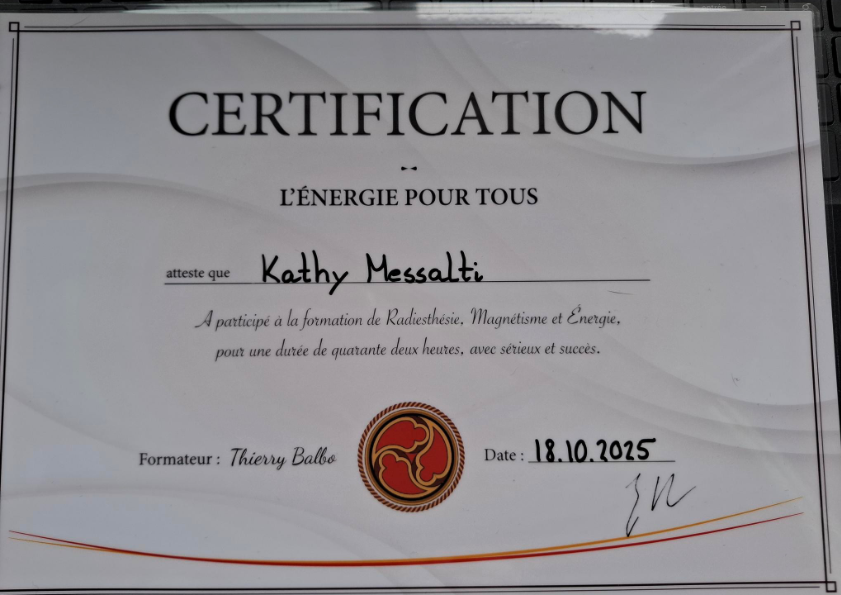 CERTIFICATION
L'ÉNERGIE POUR TOUS
atteste que Kathy Messalti
A participé à la formation de Radiesthésie, Magnétisme et Énergie,
pour une durée de quarante deux heures, avec sérieux et succès.
Formateur : Thierry Balbo
Date : 18.10.2025